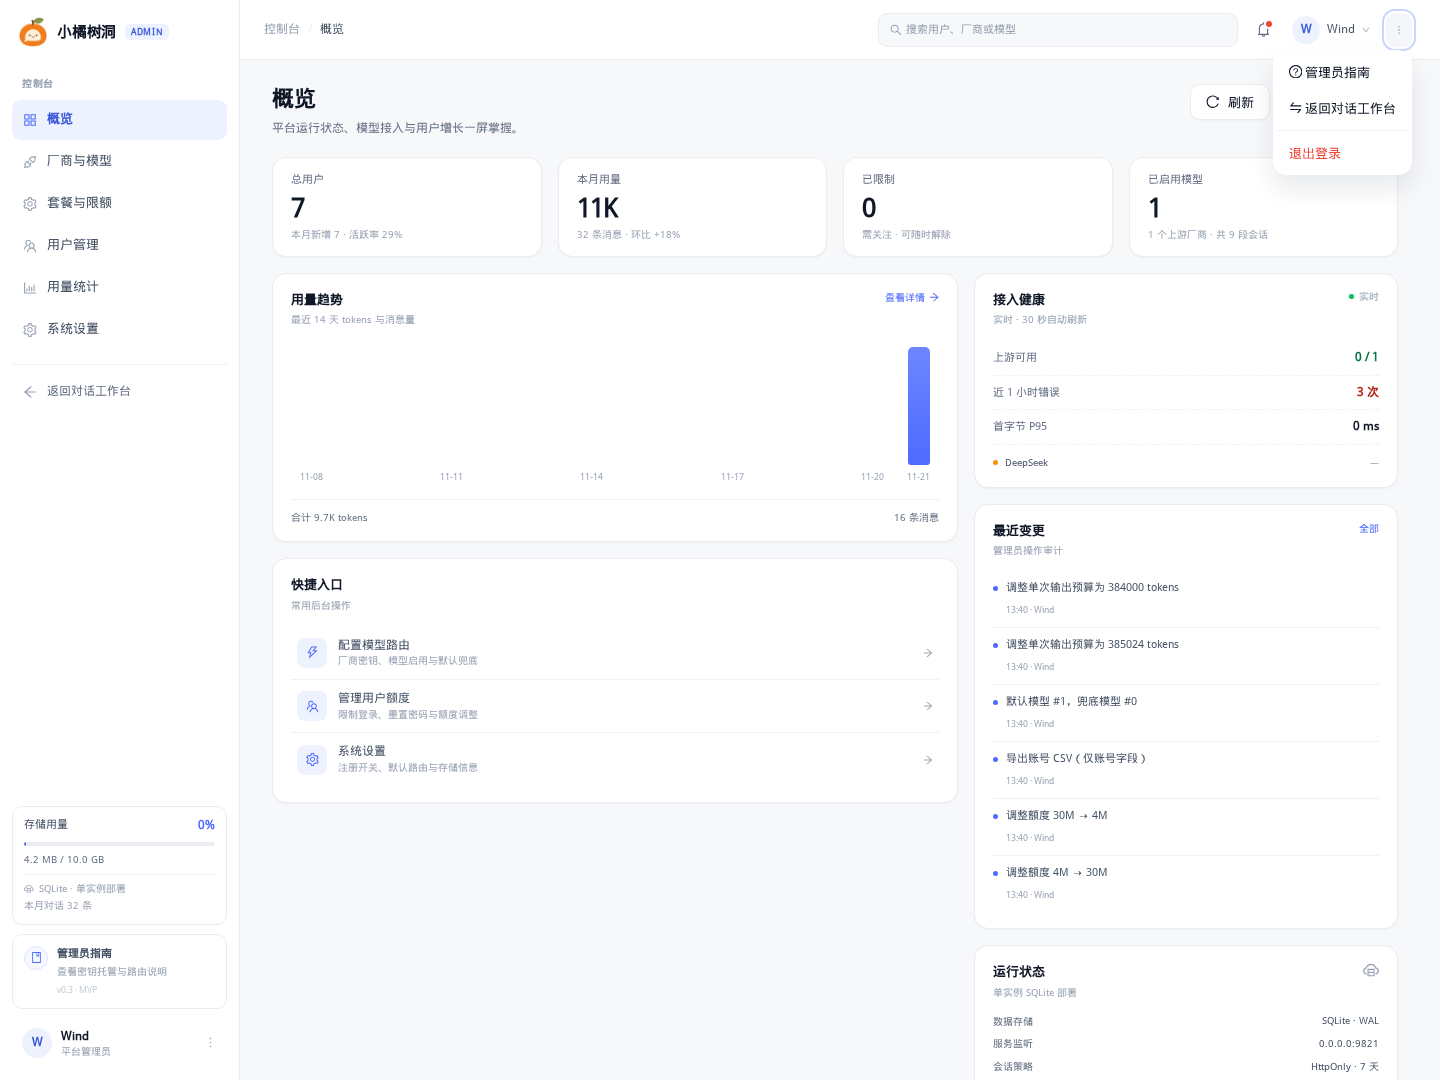 小橘树洞 ADMIN
控制台
概览
厂商与模型
套餐与限额
用户管理
用量统计
系统设置
返回对话工作台
存储用量 0%
4.2 MB / 10.0 GB
SQLite · 单实例部署
本月对话 32 条
管理员指南
查看密钥托管与路由说明
v0.3 · MVP
W Wind
平台管理员
控制台 / 概览
搜索用户、厂商或模型
W Wind
管理员指南
返回对话工作台
退出登录
概览
平台运行状态、模型接入与用户增长一屏掌握。
刷新
总用户
7
本月新增 7 · 活跃率 29%
本月用量
11K
32 条消息 · 环比 +18%
已限制
0
需关注 · 可随时解除
已启用模型
1
1 个上游厂商 · 共 9 段会话
用量趋势 查看详情
最近 14 天 tokens 与消息量
11-08 11-11 11-14 11-17 11-20 11-21
合计 9.7K tokens 16 条消息
快捷入口
常用后台操作
配置模型路由
厂商密钥、模型启用与默认兜底
管理用户额度
限制登录、重置密码与额度调整
系统设置
注册开关、默认路由与存储信息
接入健康 实时
实时 · 30 秒自动刷新
上游可用 0 / 1
近 1 小时错误 3 次
首字节 P95 0 ms
DeepSeek —
最近变更 全部
管理员操作审计
调整单次输出预算为 384000 tokens
13:40 · Wind
调整单次输出预算为 385024 tokens
13:40 · Wind
默认模型 #1，兜底模型 #0
13:40 · Wind
导出账号 CSV（仅账号字段）
13:40 · Wind
调整额度 30M → 4M
13:40 · Wind
调整额度 4M → 30M
13:40 · Wind
运行状态
单实例 SQLite 部署
数据存储 SQLite · WAL
服务监听 0.0.0.0:9821
会话策略 HttpOnly · 7 天